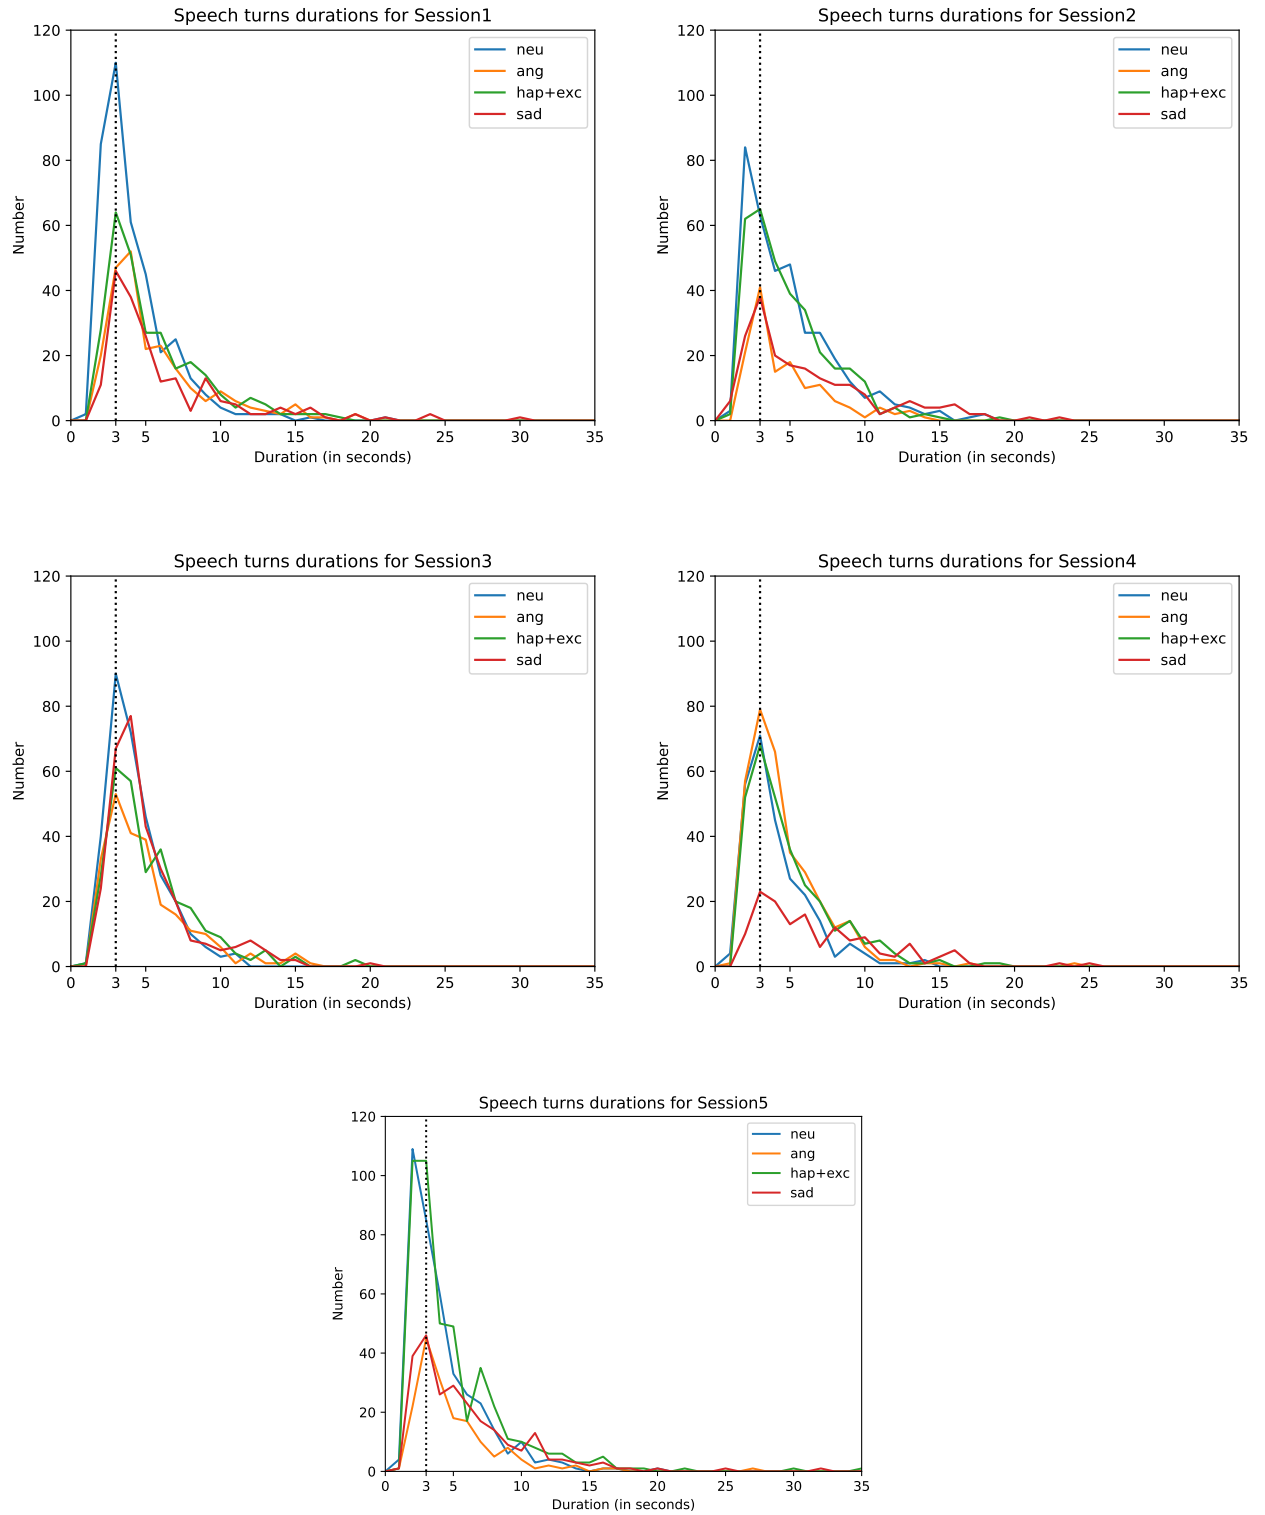 Speech turns durations for Session1
120
100
80
60
40
20
0
Number
neu
ang
hap+exc
sad
0 3 5 10 15 20 25 30 35
Duration (in seconds)
Speech turns durations for Session2
120
100
80
60
40
20
0
Number
neu
ang
hap+exc
sad
0 3 5 10 15 20 25 30 35
Duration (in seconds)
Speech turns durations for Session3
120
100
80
60
40
20
0
Number
neu
ang
hap+exc
sad
0 3 5 10 15 20 25 30 35
Duration (in seconds)
Speech turns durations for Session4
120
100
80
60
40
20
0
Number
neu
ang
hap+exc
sad
0 3 5 10 15 20 25 30 35
Duration (in seconds)
Speech turns durations for Session5
120
100
80
60
40
20
0
Number
neu
ang
hap+exc
sad
0 3 5 10 15 20 25 30 35
Duration (in seconds)